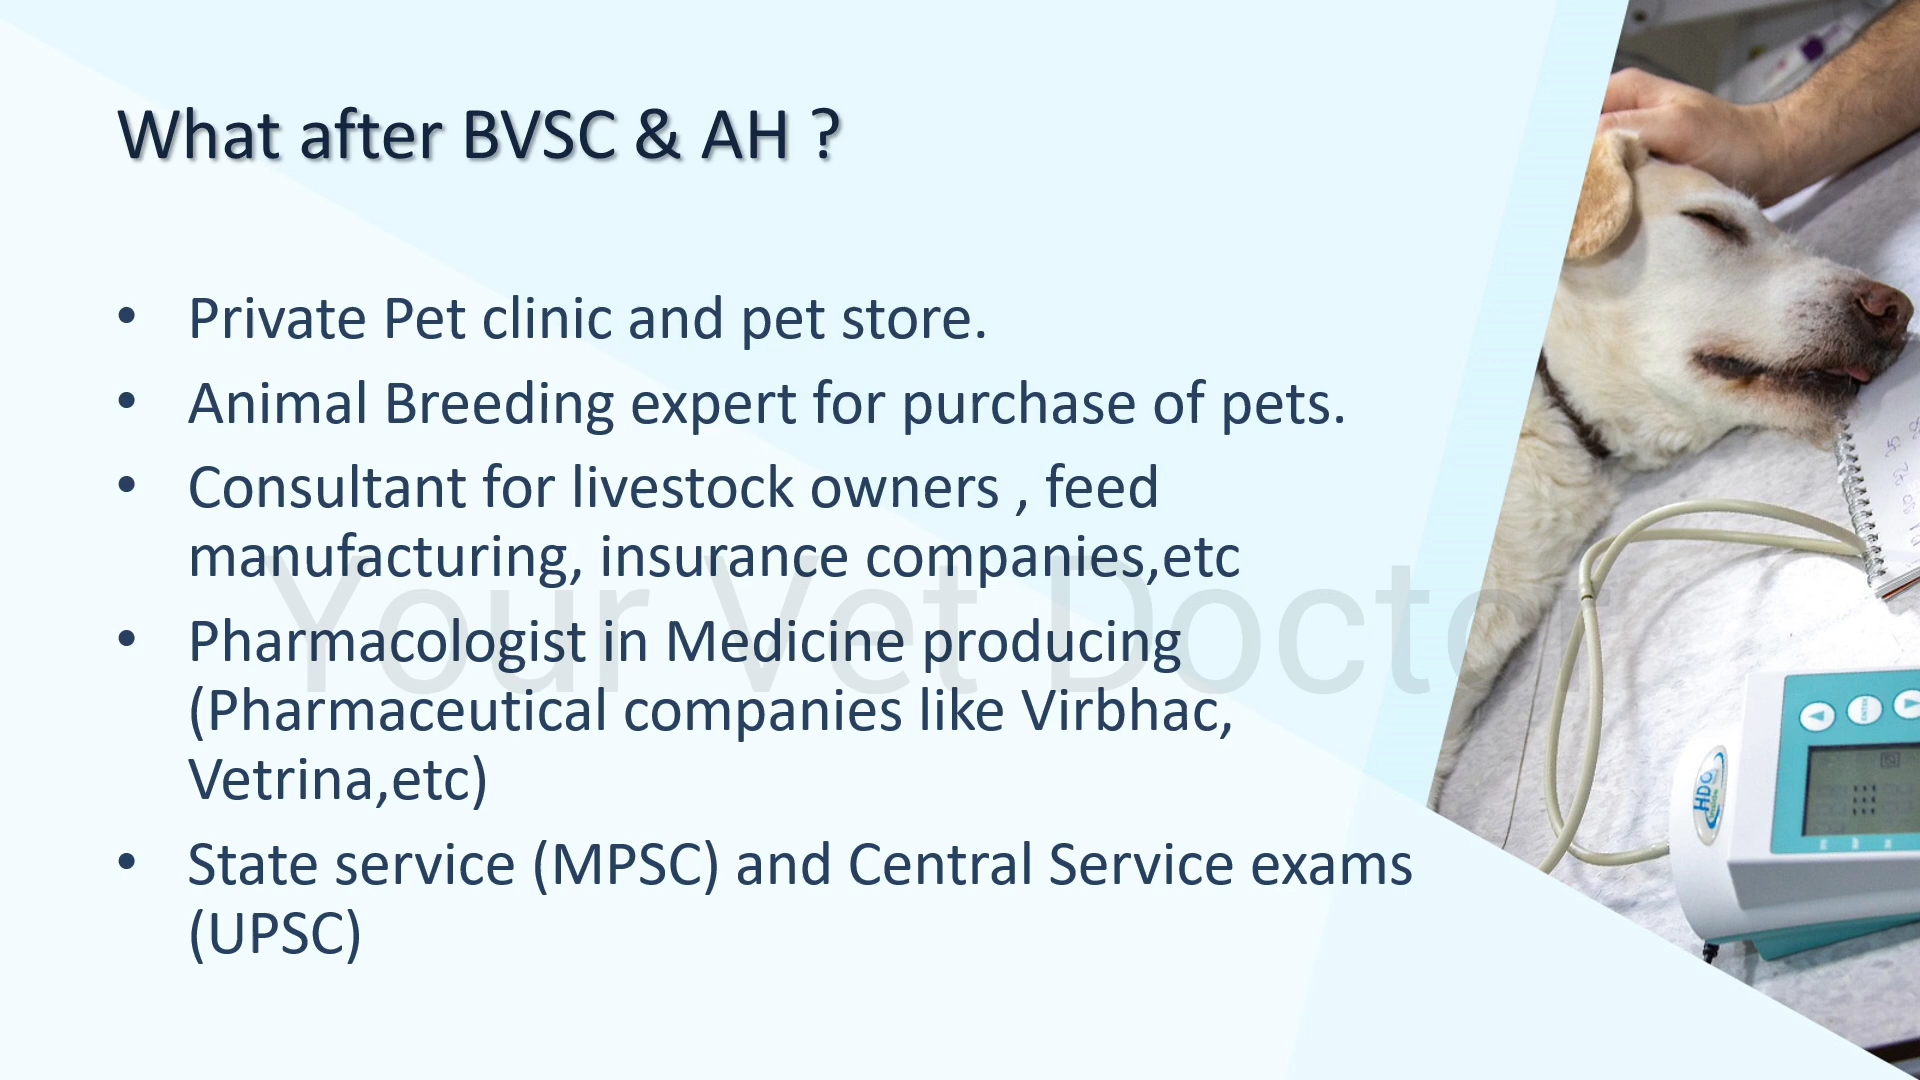 What after BVSC & AH ?
• Private Pet clinic and pet store.
• Animal Breeding expert for purchase of pets.
• Consultant for livestock owners , feed
manufacturing, insurance companies,etc
• Pharmacologist in Medicine producing
(Pharmaceutical companies like Virbhac,
Vetrina,etc)
• State service (MPSC) and Central Service exams
(UPSC)
Your Vet Doctor
HDG
ENTER